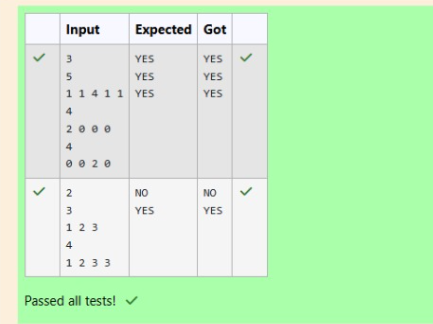 Input Expected Got
3 YES YES
5 YES YES
1 1 4 1 1 YES YES
4
2 0 0 0
4
0 0 2 0
2 NO NO
3 YES YES
1 2 3
4
1 2 3 3
Passed all tests!